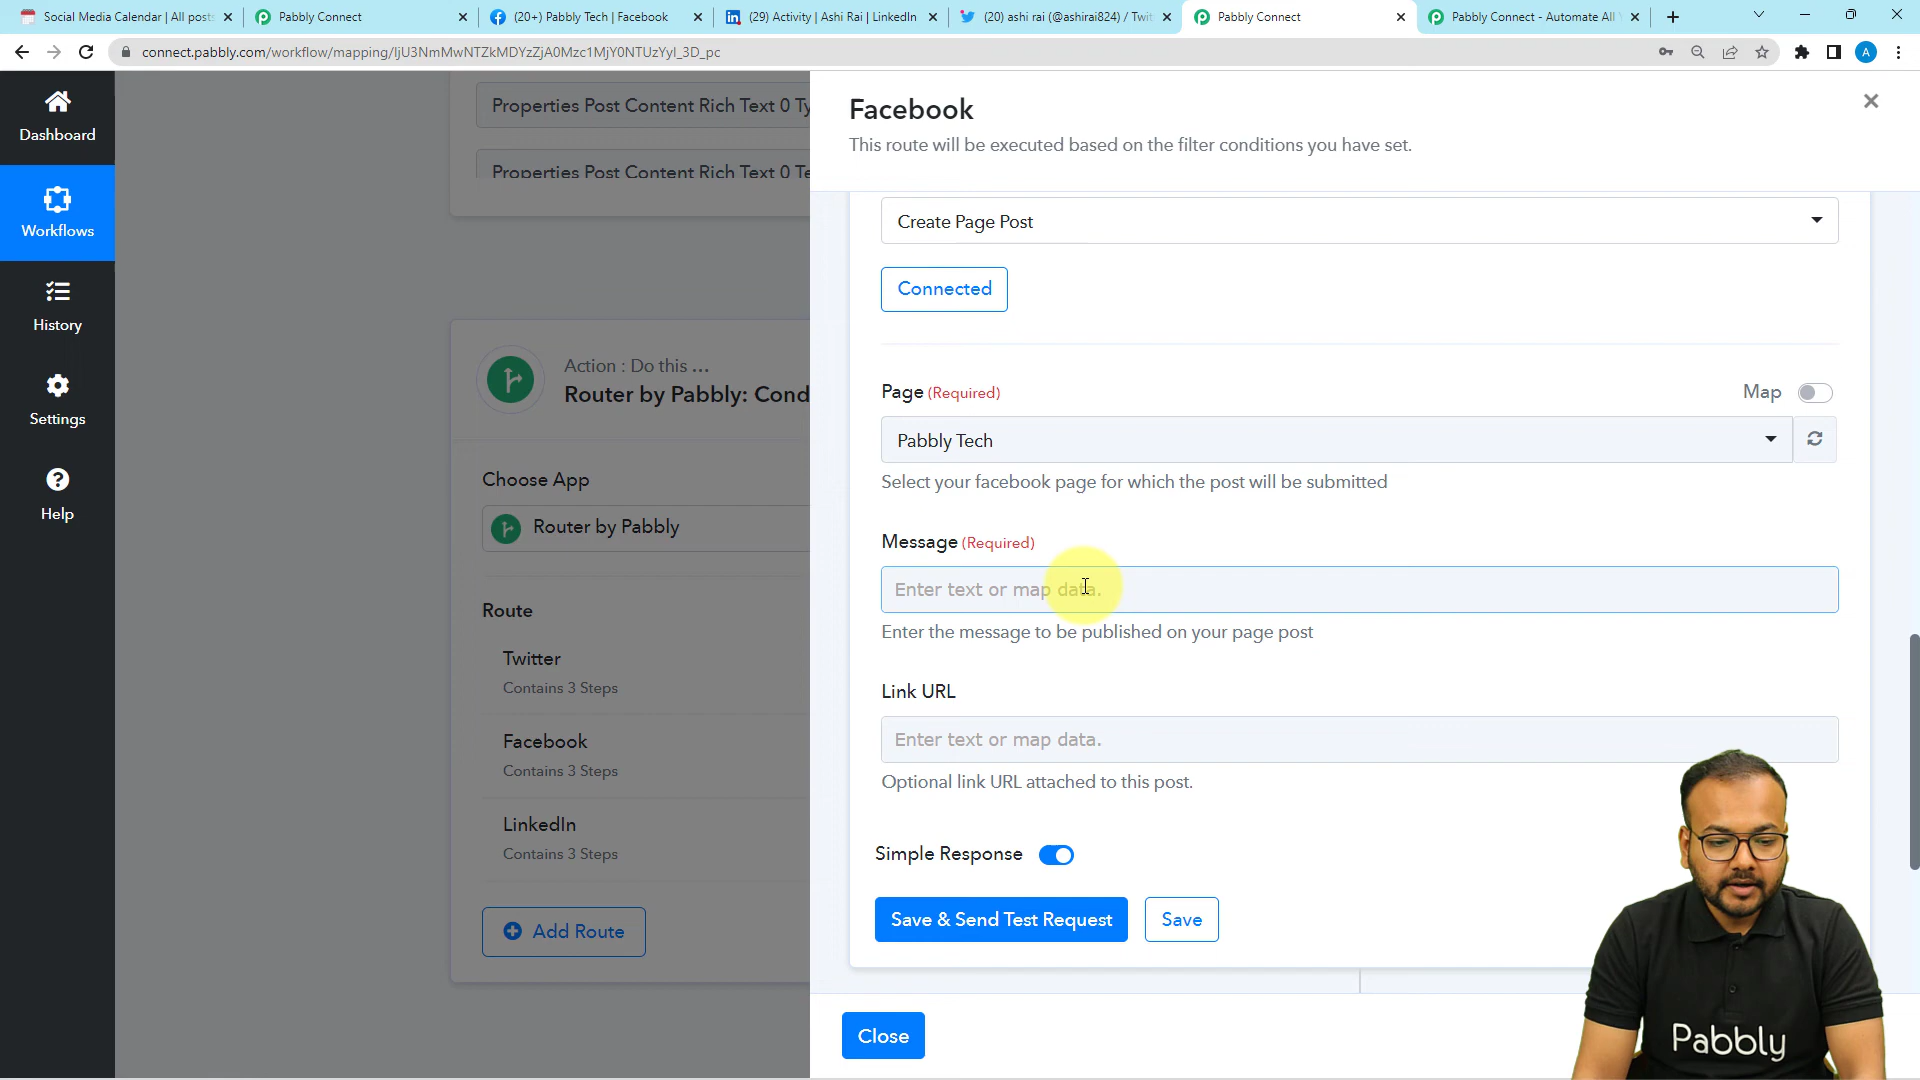 Social Media Calendar | All posts
Pabbly Connect
(20+) Pabbly Tech | Facebook
(29) Activity | Ashi Rai | LinkedIn
(20) ashi rai (@ashirai824) / Twit
Pabbly Connect
Pabbly Connect - Automate All
connect.pabbly.com/workflow/mapping/IjU3NmMwNTZkMDYzZjA0Mzc1MjY0NTUzYyI_3D_pc
A
Dashboard
Workflows
History
Settings
Help
Properties Post Content Rich Text 0 Ty
Properties Post Content Rich Text 0 Te
Action : Do this ...
Router by Pabbly: Cond
Choose App
Router by Pabbly
Route
Twitter
Contains 3 Steps
Facebook
Contains 3 Steps
LinkedIn
Contains 3 Steps
Add Route
Facebook
This route will be executed based on the filter conditions you have set.
Create Page Post
Connected
Page (Required)
Map
Pabbly Tech
Select your facebook page for which the post will be submitted
Message (Required)
Enter text or map data.
Enter the message to be published on your page post
Link URL
Enter text or map data.
Optional link URL attached to this post.
Simple Response
Save & Send Test Request
Save
Close
Pabbly